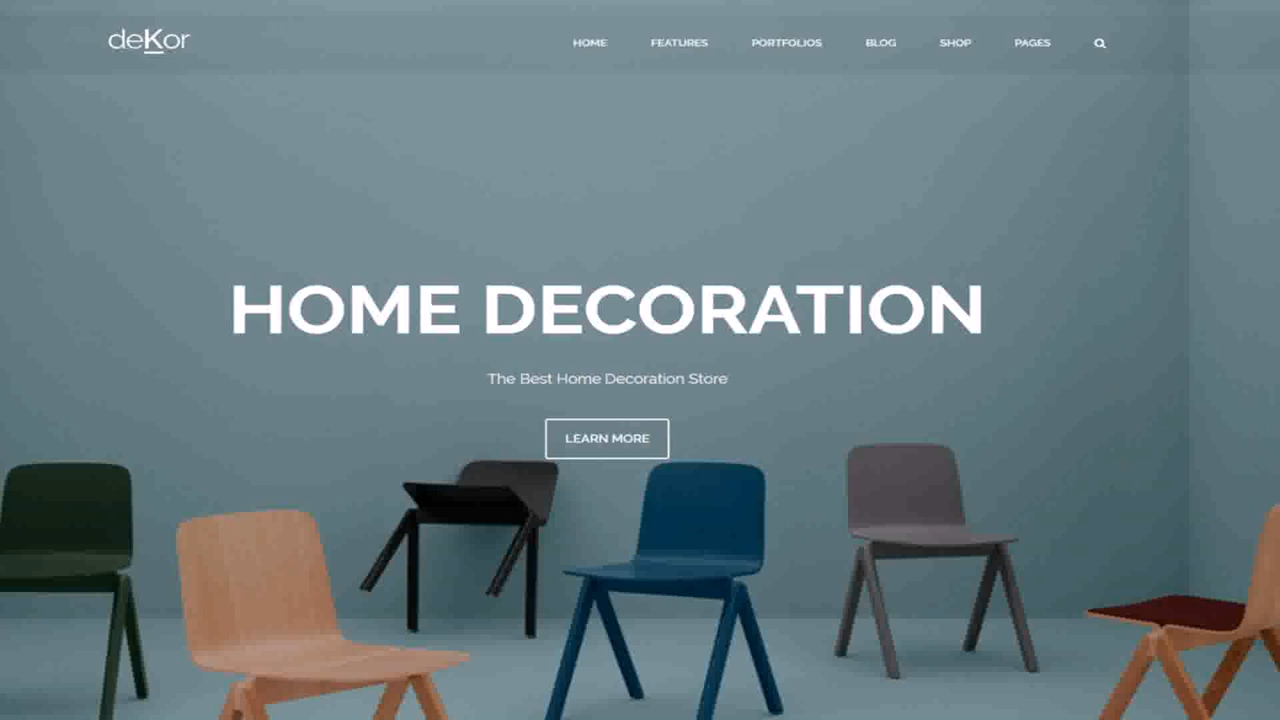 deKor
HOME FEATURES PORTFOLIOS BLOG SHOP PAGES
HOME DECORATION
The Best Home Decoration Store
LEARN MORE